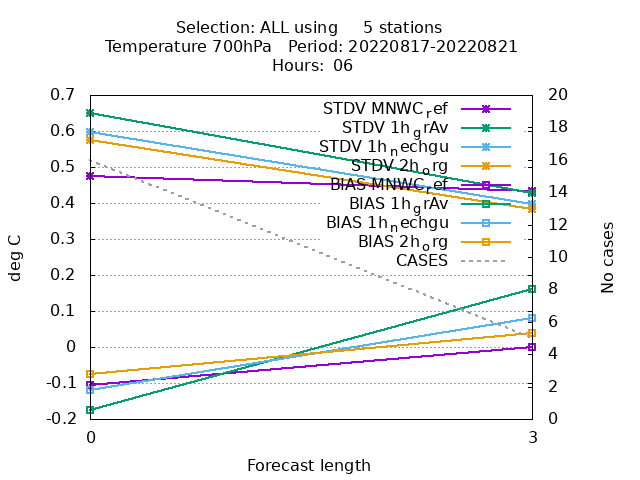 Selection: ALL using 5 stations
Temperature 700hPa Period: 20220817-20220821
Hours: 06
0.7
0.6
0.5
0.4
0.3
0.2
0.1
0
-0.1
-0.2
deg C
STDV MNWC_ref
STDV 1h_grAv
STDV 1h_nechgu
STDV 2h_org
BIAS MNWC_ref
BIAS 1h_grAv
BIAS 1h_nechgu
BIAS 2h_org
CASES
20
18
16
14
12
10
8
6
4
2
0
No cases
0 3
Forecast length